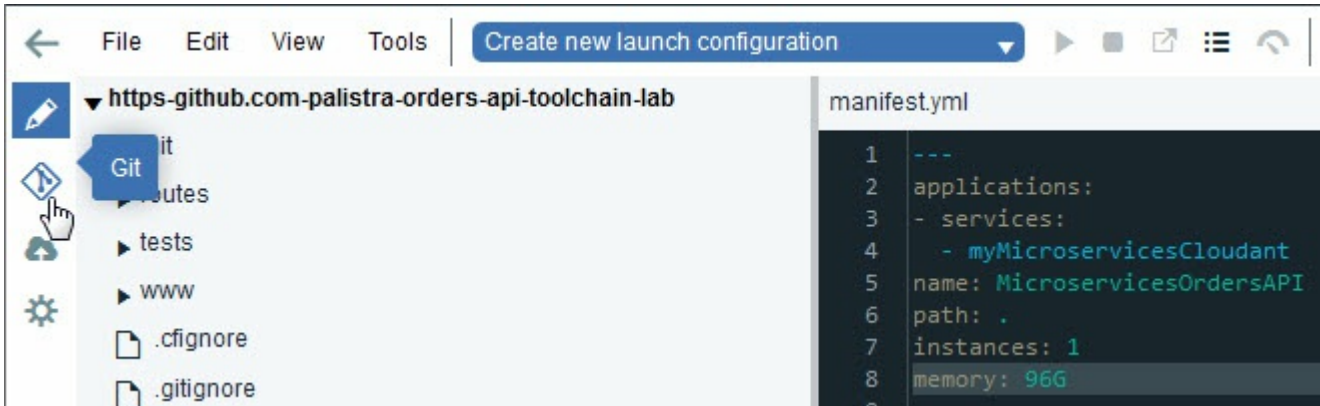 File Edit View Tools Create new launch configuration
https-github.com-palistra-orders-api-toolchain-lab
manifest.yml
it
Git
routes
tests
www
.cfignore
.gitignore
1 ---
2 applications:
3 - services:
4   - myMicroservicesCloudant
5 name: MicroservicesOrdersAPI
6 path: .
7 instances: 1
8 memory: 96G